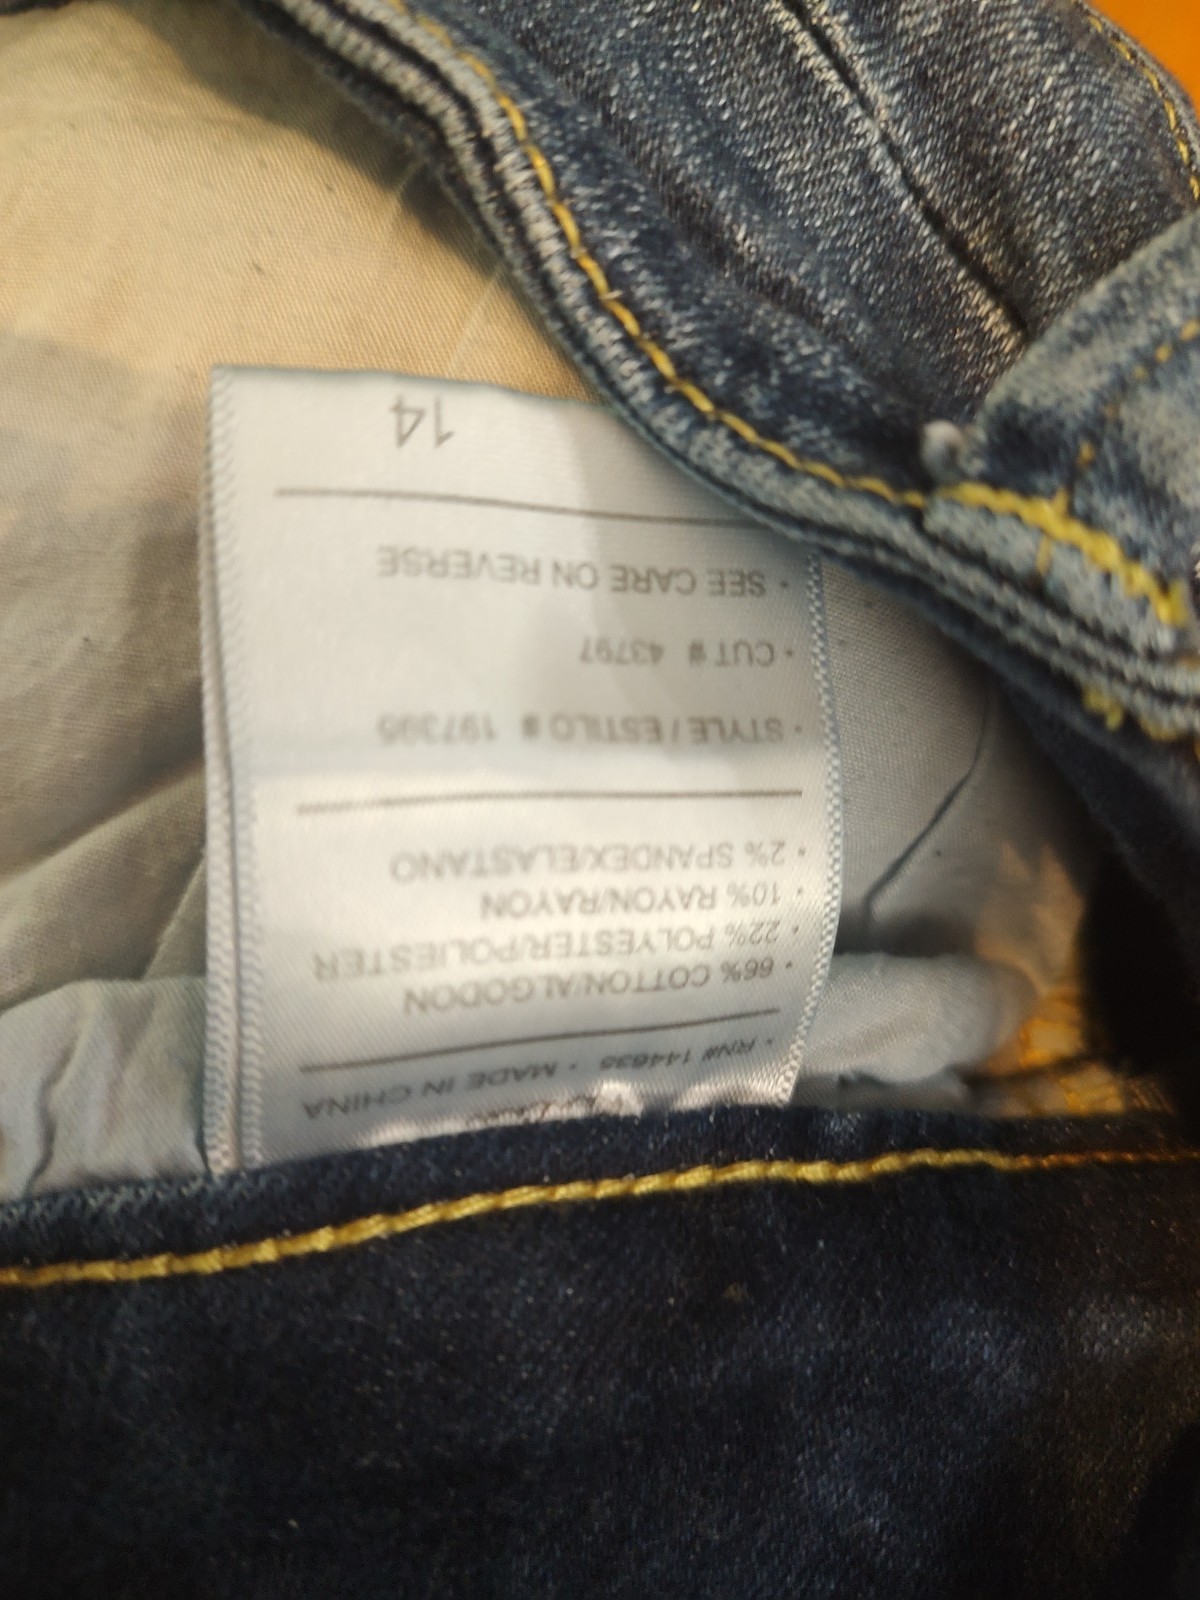 • RN# 144635 • MADE IN CHINA
• 66% COTTON/ALGODON
• 22% POLYESTER/POLIESTER
• 10% RAYON/RAYON
• 2% SPANDEX/ELASTANO
• STYLE / ESTILO # 197395
• CUT # 43797
• SEE CARE ON REVERSE
14